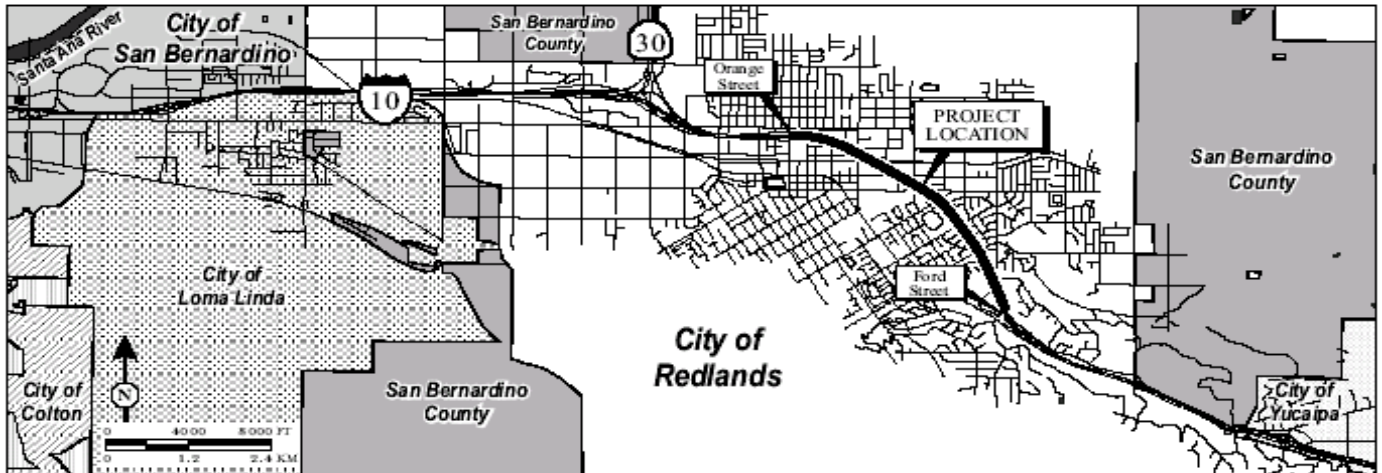 Santa Ana River
City of
San Bernardino
San Bernardino
County
30
10
Orange
Street
PROJECT
LOCATION
San Bernardino
County
City of
Loma Linda
Ford
Street
City of
Redlands
City of
Colton
N
San Bernardino
County
City of
Yucaipa
0 4000 8000 FT
0 1.2 2.4 KM